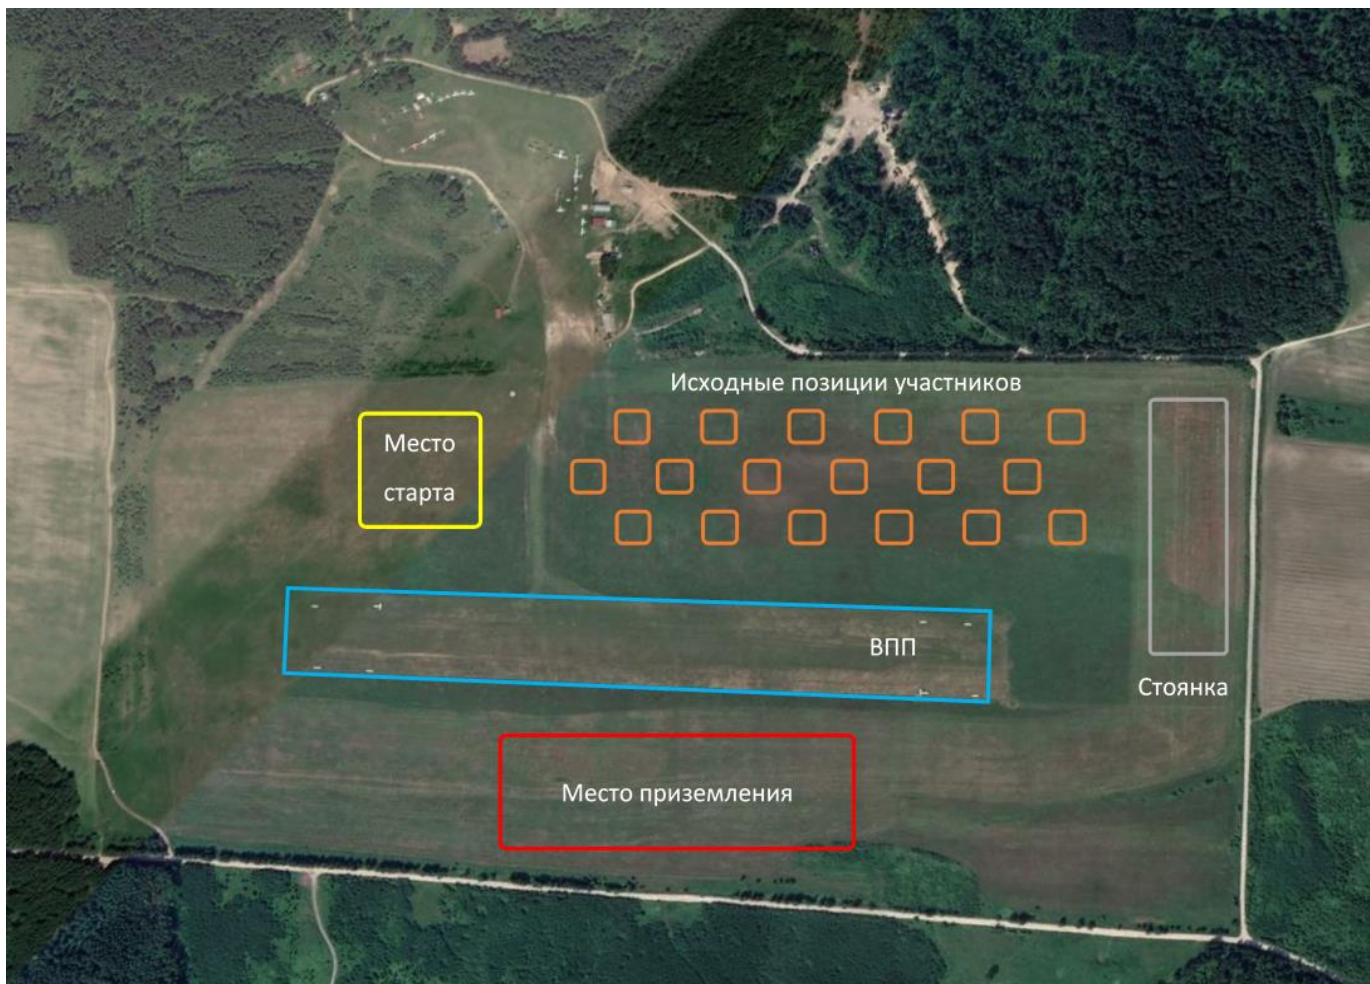 Исходные позиции участников
Место
старта
ВПП
Стоянка
Место приземления